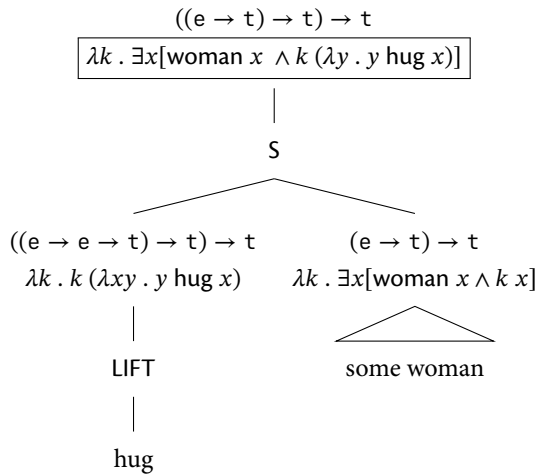 ((e → t) → t) → t
λk . ∃x[woman x ∧ k (λy . y hug x)]
S
((e → e → t) → t) → t (e → t) → t
λk . k (λxy . y hug x) λk . ∃x[woman x ∧ k x]
LIFT some woman
hug